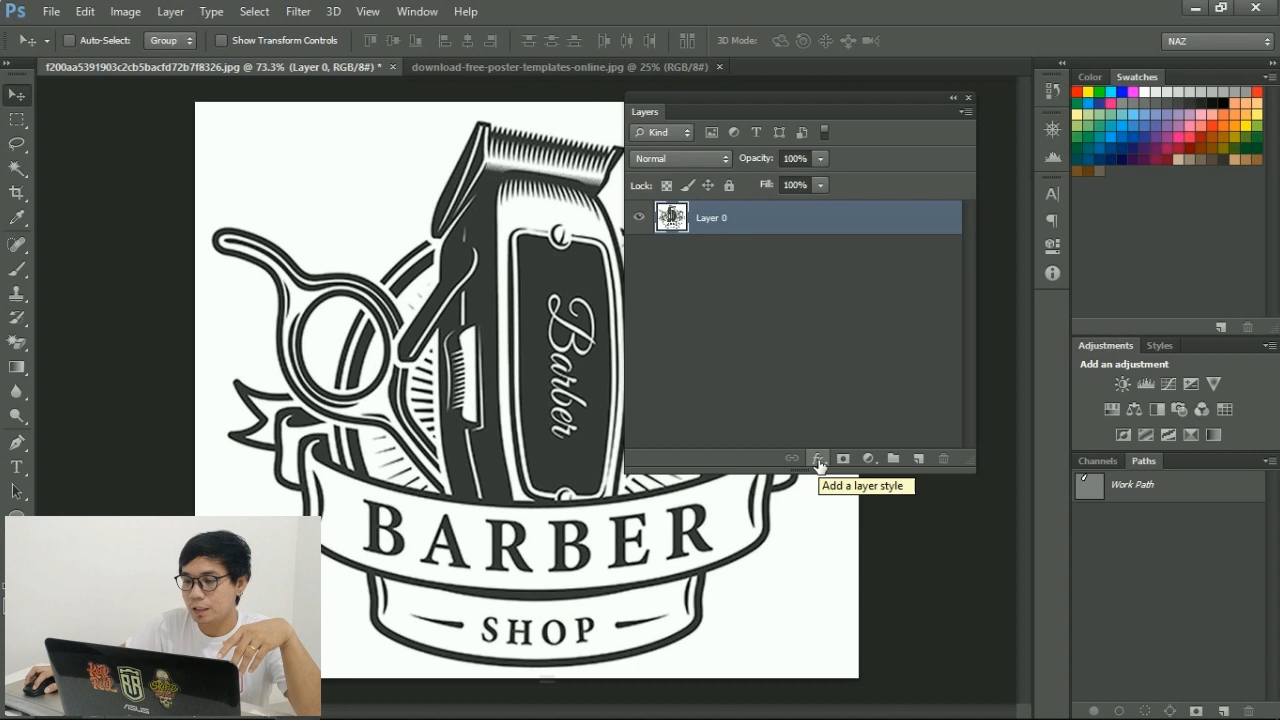 Ps File Edit Image Layer Type Select Filter 3D View Window Help
Auto-Select: Group Show Transform Controls 3D Mode: NAZ
f200aa5391903c2cb5bacfd72b7f8326.jpg @ 73.3% (Layer 0, RGB/8#) * × download-free-poster-templates-online.jpg @ 25% (RGB/8#) ×
Color Swatches
Layers
Kind
Normal Opacity: 100%
Lock: Fill: 100%
Layer 0
Add a layer style
Adjustments Styles
Add an adjustment
Channels Paths
Work Path
Barber
BARBER
SHOP
RA
ASUS